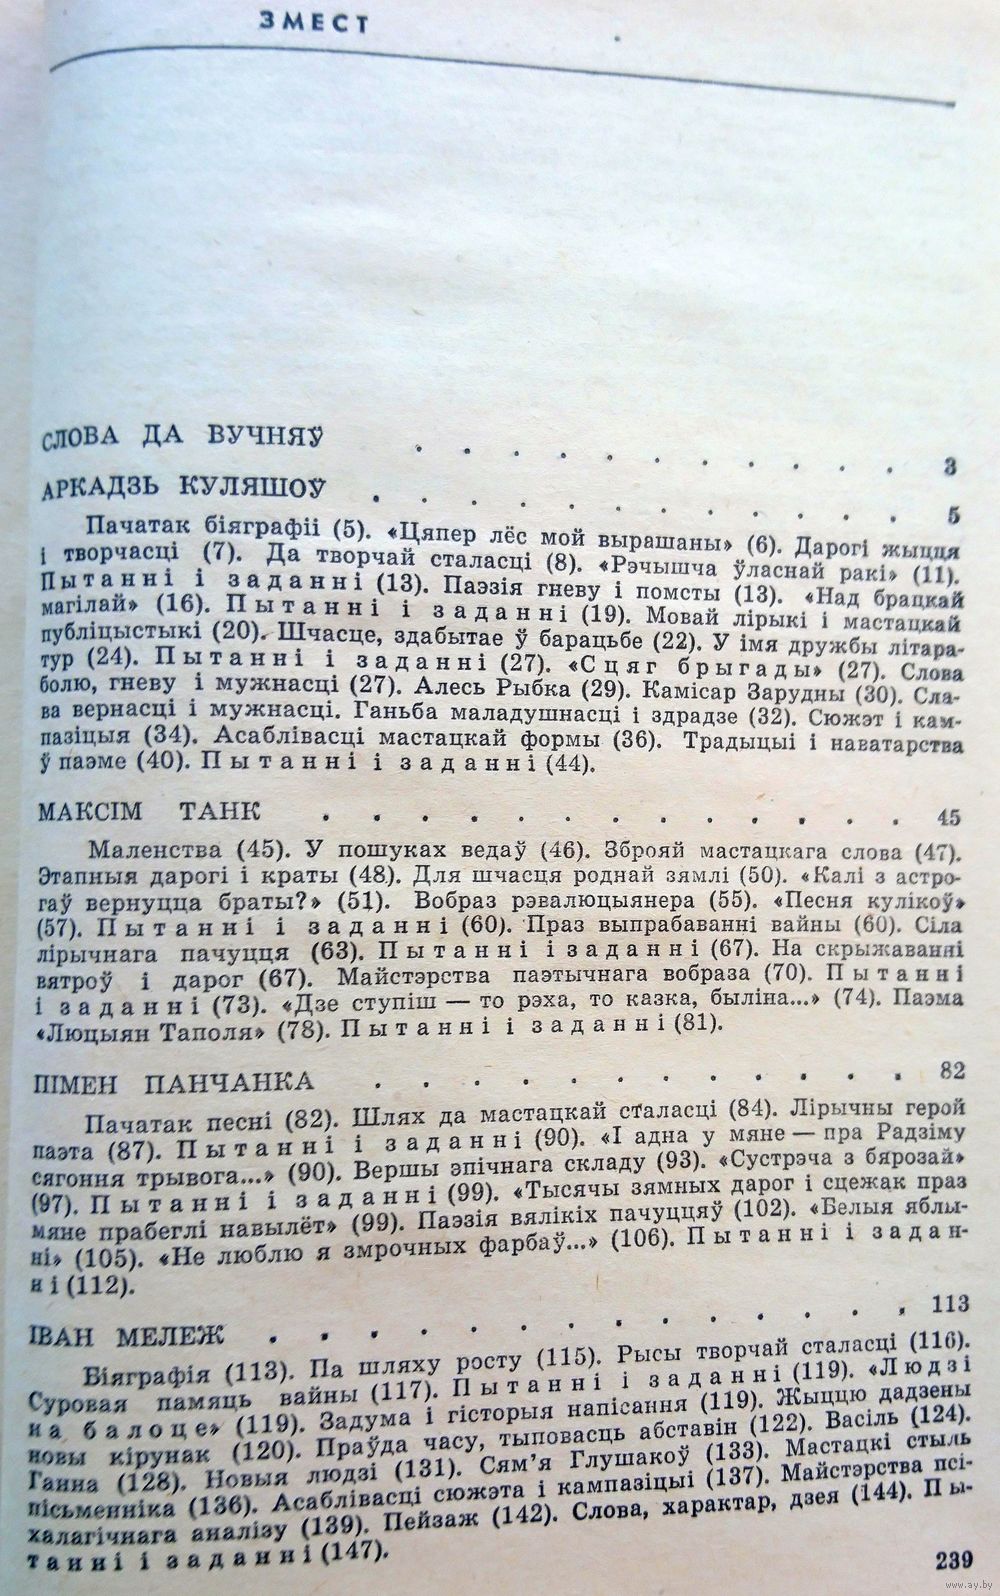 ЗМЕСТ
СЛОВА ДА ВУЧНЯЎ . . . . . . . . . . . 3
АРКАДЗЬ КУЛЯШОЎ . . . . . . . . . . . 5
Пачатак біяграфіі (5). «Цяпер лёс мой вырашаны» (6). Дарогі жыцця
і творчасці (7). Да творчай сталасці (8). «Рэчышча ўласнай ракі» (11).
Пытанні і заданні (13). Паэзія гневу і помсты (13). «Над брацкай
магілай» (16). Пытанні і заданні (19). Мовай лірыкі і мастацкай
публіцыстыкі (20). Шчасце, здабытае ў барацьбе (22). У імя дружбы літара-
тур (24). Пытанні і заданні (27). «Сцяг брыгады» (27). Слова
болю, гневу і мужнасці (27). Алесь Рыбка (29). Камісар Зарудны (30). Сла-
ва вернасці і мужнасці. Ганьба маладушнасці і здрадзе (32). Сюжэт і кам-
пазіцыя (34). Асаблівасці мастацкай формы (36). Традыцыі і наватарства
ў паэме (40). Пытанні і заданні (44).
МАКСІМ ТАНК . . . . . . . . . . . . 45
Маленства (45). У пошуках ведаў (46). Зброяй мастацкага слова (47).
Этапныя дарогі і краты (48). Для шчасця роднай зямлі (50). «Калі з астро-
гаў вернуцца браты?» (51). Вобраз рэвалюцыянера (55). «Песня кулікоў»
(57). Пытанні і заданні (60). Праз выпрабаванні вайны (60). Сіла
лірычнага пачуцця (63). Пытанні і заданні (67). На скрыжаванні
вятроў і дарог (67). Майстэрства паэтычнага вобраза (70). Пытанні
і заданні (73). «Дзе ступіш — то рэха, то казка, быліна...» (74). Паэма
«Люцыян Таполя» (78). Пытанні і заданні (81).
ПІМЕН ПАНЧАНКА . . . . . . . . . . . 82
Пачатак песні (82). Шлях да мастацкай сталасці (84). Лірычны герой
паэта (87). Пытанні і заданні (90). «І адна у мяне — пра Радзіму
сягоння трывога...» (90). Вершы эпічнага складу (93). «Сустрэча з бярозай»
(97). Пытанні і заданні (99). «Тысячы зямных дарог і сцежак праз
мяне прабеглі навылёт» (99). Паэзія вялікіх пачуццяў (102). «Белыя яблы-
ні» (105). «Не люблю я змрочных фарбаў...» (106). Пытанні і задан-
ні (112).
ІВАН МЕЛЕЖ . . . . . . . . . . . . . 113
Біяграфія (113). Па шляху росту (115). Рысы творчай сталасці (116).
Суровая памяць вайны (117). Пытанні і заданні (119). «Людзі
на балоце» (119). Задума і гісторыя напісання (119). Жыццю дадзены
новы кірунак (120). Праўда часу, тыповасць абставін (122). Васіль (124).
Ганна (128). Новыя людзі (131). Сям'я Глушакоў (133). Мастацкі стыль
пісьменніка (136). Асаблівасці сюжэта і кампазіцыі (137). Майстэрства псі-
халагічнага аналізу (139). Пейзаж (142). Слова, характар, дзея (144). Пы-
танні і заданні (147).
239
www.ay.by